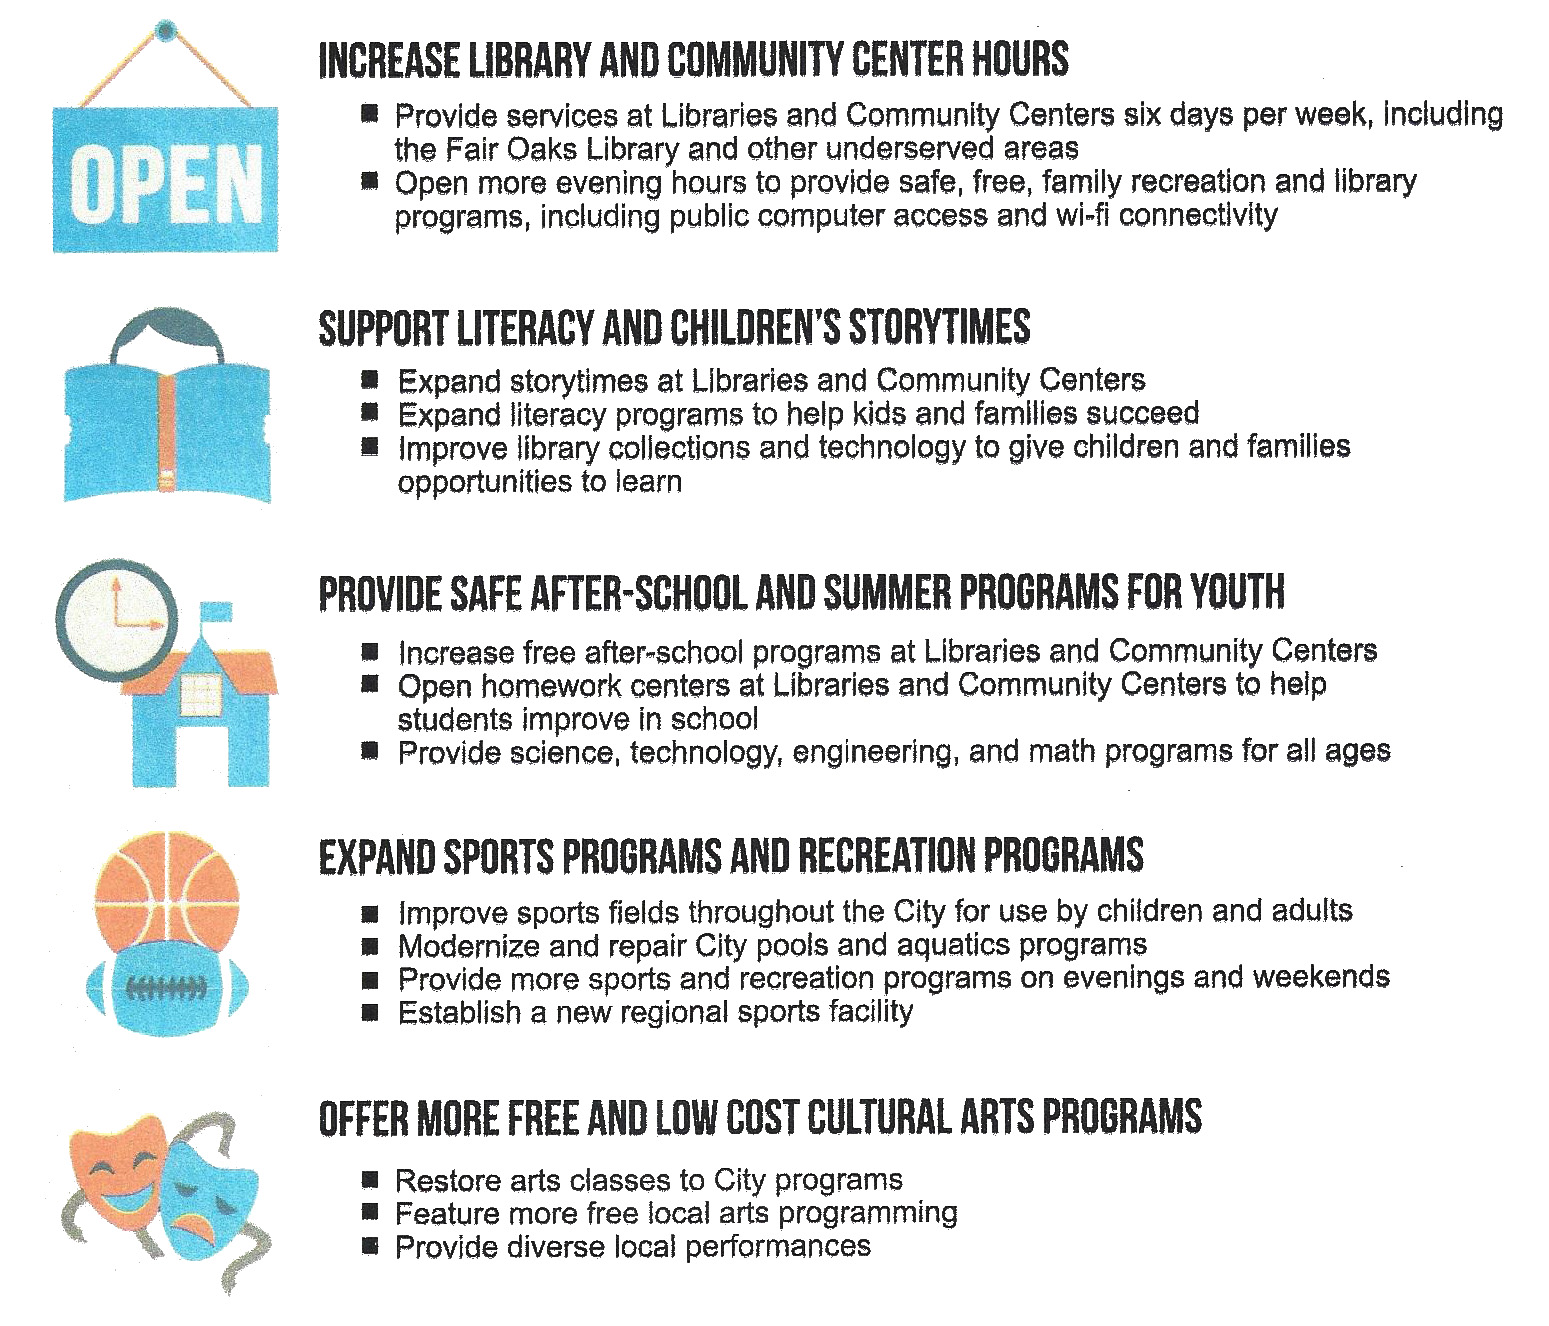 OPEN
INCREASE LIBRARY AND COMMUNITY CENTER HOURS
■ Provide services at Libraries and Community Centers six days per week, including
the Fair Oaks Library and other underserved areas
■ Open more evening hours to provide safe, free, family recreation and library
programs, including public computer access and wi-fi connectivity
SUPPORT LITERACY AND CHILDREN'S STORYTIMES
■ Expand storytimes at Libraries and Community Centers
■ Expand literacy programs to help kids and families succeed
■ Improve library collections and technology to give children and families
opportunities to learn
PROVIDE SAFE AFTER-SCHOOL AND SUMMER PROGRAMS FOR YOUTH
■ Increase free after-school programs at Libraries and Community Centers
■ Open homework centers at Libraries and Community Centers to help
students improve in school
■ Provide science, technology, engineering, and math programs for all ages
EXPAND SPORTS PROGRAMS AND RECREATION PROGRAMS
■ Improve sports fields throughout the City for use by children and adults
■ Modernize and repair City pools and aquatics programs
■ Provide more sports and recreation programs on evenings and weekends
■ Establish a new regional sports facility
OFFER MORE FREE AND LOW COST CULTURAL ARTS PROGRAMS
■ Restore arts classes to City programs
■ Feature more free local arts programming
■ Provide diverse local performances